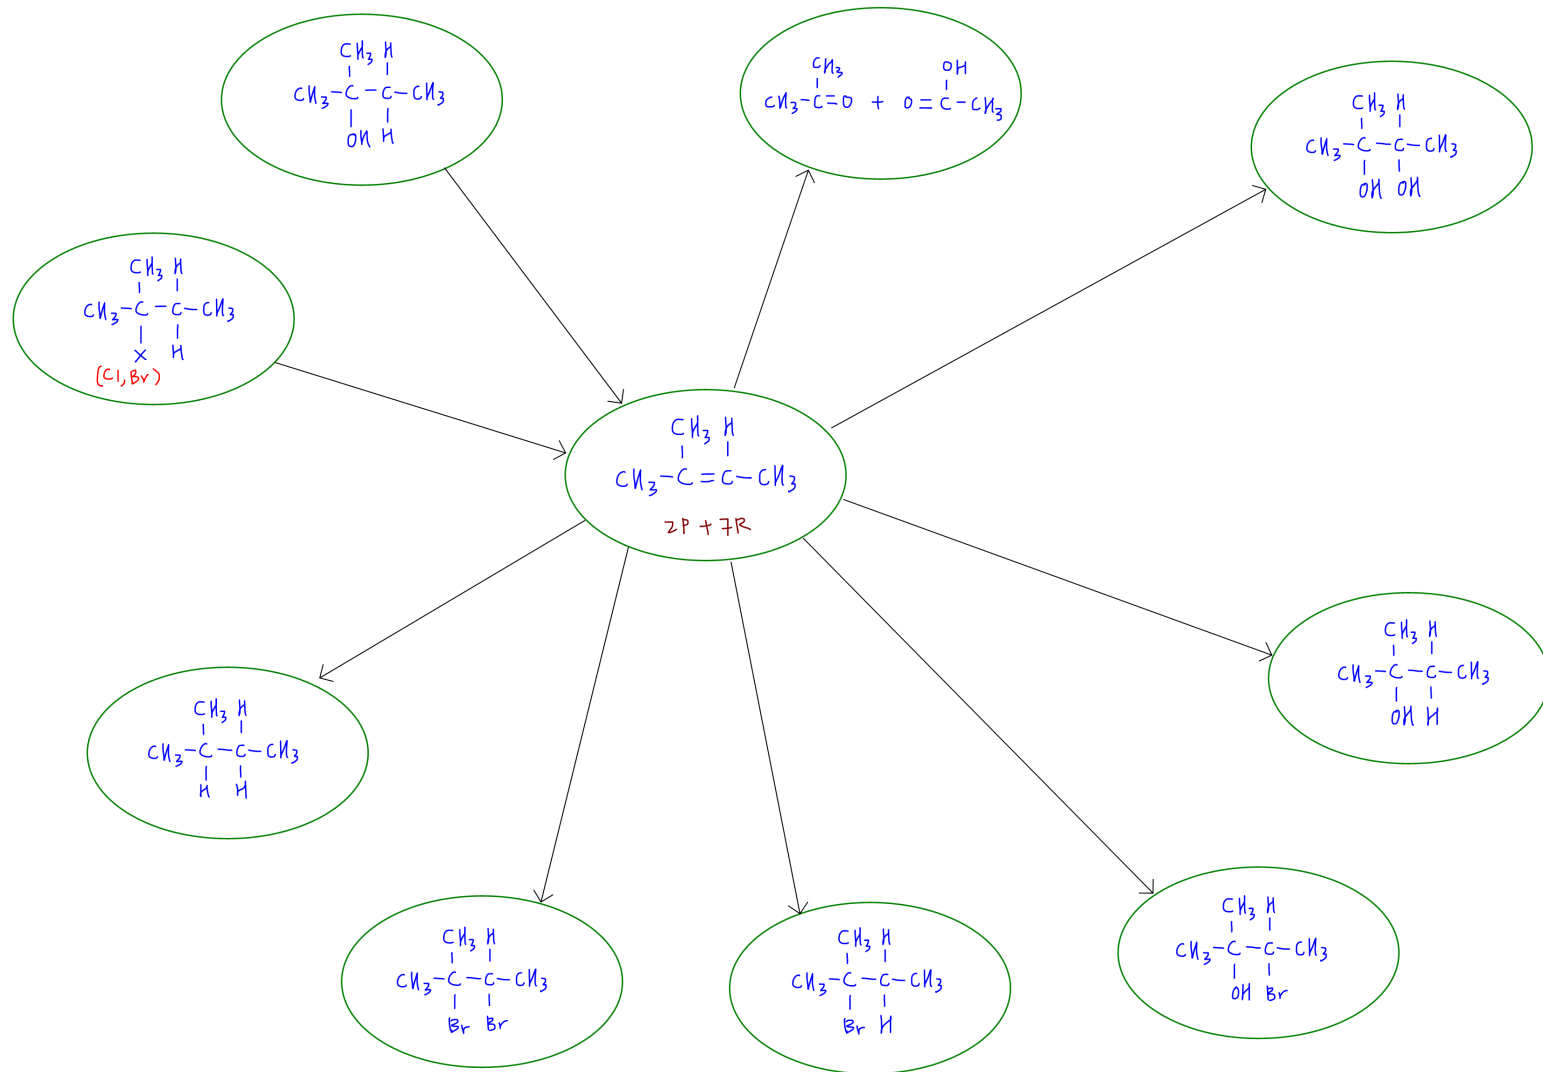 CH3 H
CH3-C-C-CH3
OH H
CH3
CH3-C=O + O=C-CH3
OH
CH3 H
CH3-C-C-CH3
OH OH
CH3 H
CH3-C-C-CH3
X H
(Cl,Br)
CH3 H
CH3-C=C-CH3
2P + 7R
CH3 H
CH3-C-C-CH3
OH H
CH3 H
CH3-C-C-CH3
H H
CH3 H
CH3-C-C-CH3
OH Br
CH3 H
CH3-C-C-CH3
Br Br
CH3 H
CH3-C-C-CH3
Br H